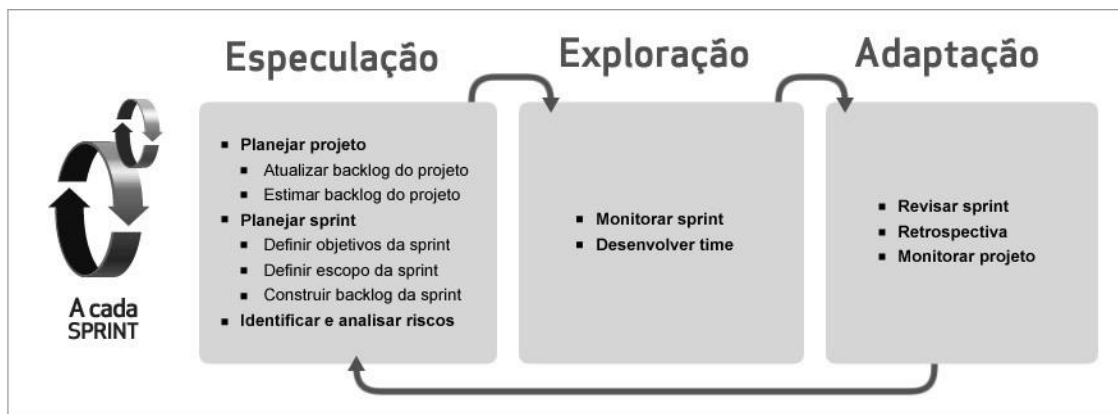 Especulação
Exploração
Adaptação
A cada
SPRINT
Planejar projeto
Atualizar backlog do projeto
Estimar backlog do projeto
Planejar sprint
Definir objetivos da sprint
Definir escopo da sprint
Construir backlog da sprint
Identificar e analisar riscos
Monitorar sprint
Desenvolver time
Revisar sprint
Retrospectiva
Monitorar projeto